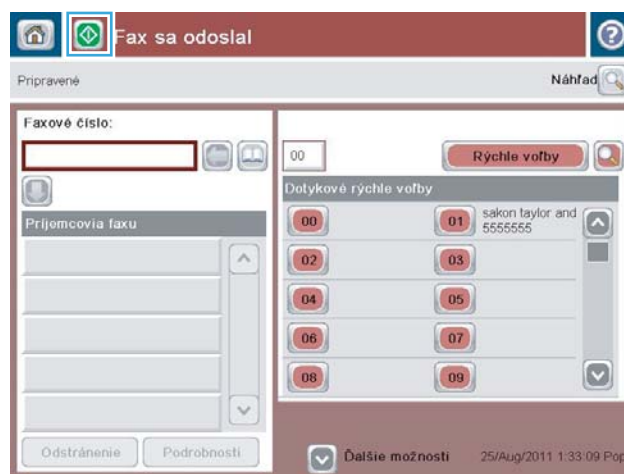 Fax sa odoslal
Pripravené
Náhľad
Faxové číslo:
00
Rýchle voľby
Dotykové rýchle voľby
Príjemcovia faxu
00
01 sakon taylor and
5555555
02 03
04 05
06 07
08 09
Odstránenie Podrobnosti
Ďalšie možnosti
25/Aug/2011 1:33:09 Pop